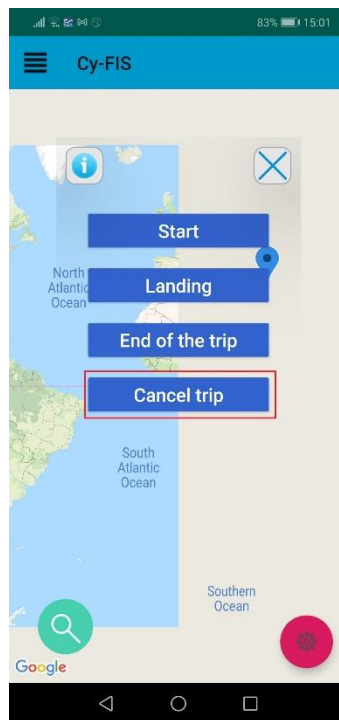 83% 15:01
Cy-FIS
Start
North
Atlantic
Ocean
Landing
End of the trip
Cancel trip
South
Atlantic
Ocean
Southern
Ocean
Google